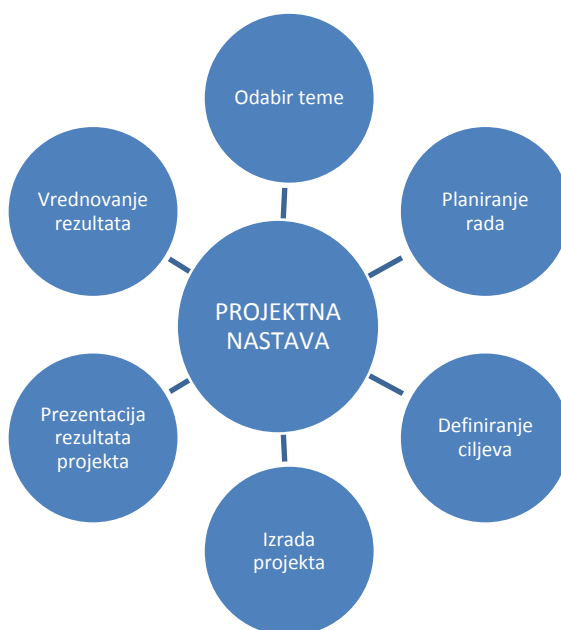 Odabir teme
Planiranje
rada
Definiranje
ciljeva
Izrada
projekta
Prezentacija
rezultata
projekta
Vrednovanje
rezultata
PROJEKTNA
NASTAVA